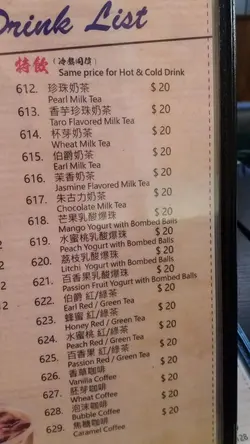 Drink List
特飲 (冷熱同價)
Same price for Hot & Cold Drink
612. 珍珠奶茶 $ 20
Pearl Milk Tea
613. 香芋珍珠奶茶 $ 20
Taro Flavored Milk Tea
614. 杯芽奶茶 $ 20
Wheat Milk Tea
615. 伯爵奶茶 $ 20
Earl Milk Tea
616. 茉香奶茶 $ 20
Jasmine Flavored Milk Tea
617. 朱古力奶茶 $ 20
Chocolate Milk Tea
618. 芒果乳酸爆珠 $ 20
Mango Yogurt with Bombed Balls
619. 水蜜桃乳酸爆珠 $ 20
Peach Yogurt with Bombed Balls
620. 荔枝乳酸爆珠 $ 20
Litchi Yogurt with Bombed Balls
621. 百香果乳酸爆珠 $ 20
Passion Fruit Yogurt with Bombed Balls
622. 伯爵 紅/綠茶 $ 20
Earl Red / Green Tea
623. 蜂蜜 紅/綠茶 $ 20
Honey Red / Green Tea
624. 水蜜桃 紅/綠茶 $ 20
Peach Red / Green Tea
625. 百香果 紅/綠茶 $ 20
Passion Red / Green Tea
626. 香草咖啡 $ 20
Vanilla Coffee
627. 胚芽咖啡 $ 20
Wheat Coffee
628. 泡沫咖啡 $ 20
Bubble Coffee
629. 焦糖咖啡 $ 20
Caramel Coffee